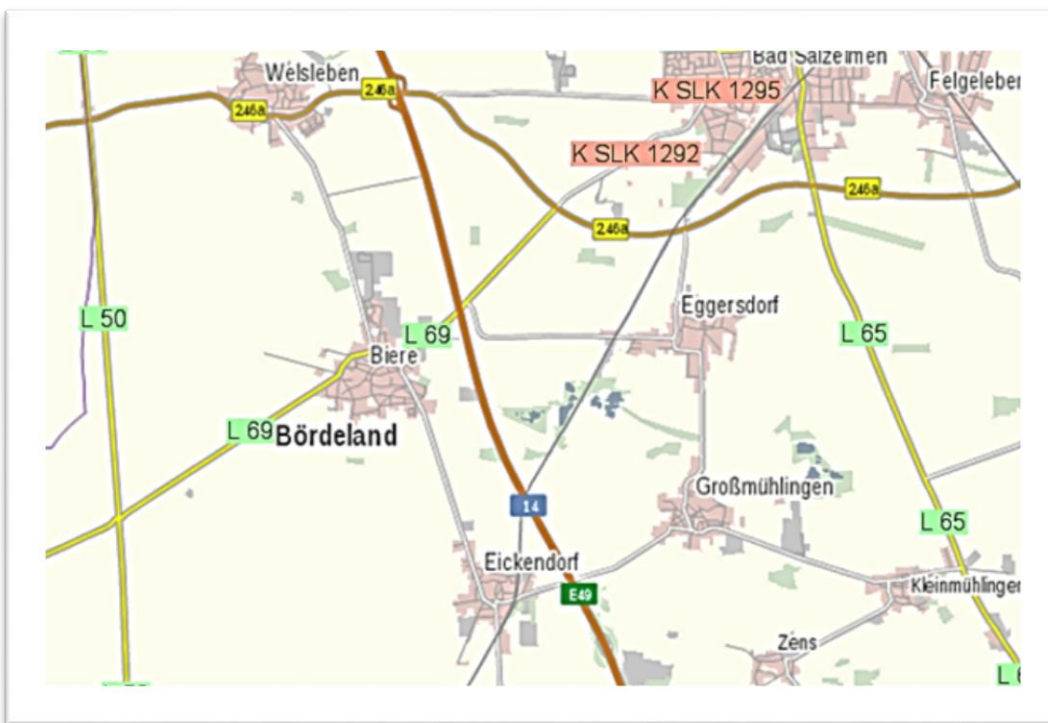 Bad Salzelmen
Welsleben
Felgeleben
246a
K SLK 1295
246a
K SLK 1292
246a
246a
Eggersdorf
L 50
L 69
L 65
Biere
L 69
Bördeland
Großmühlingen
14
L 65
Eickendorf
E49
Kleinmühlingen
Zens